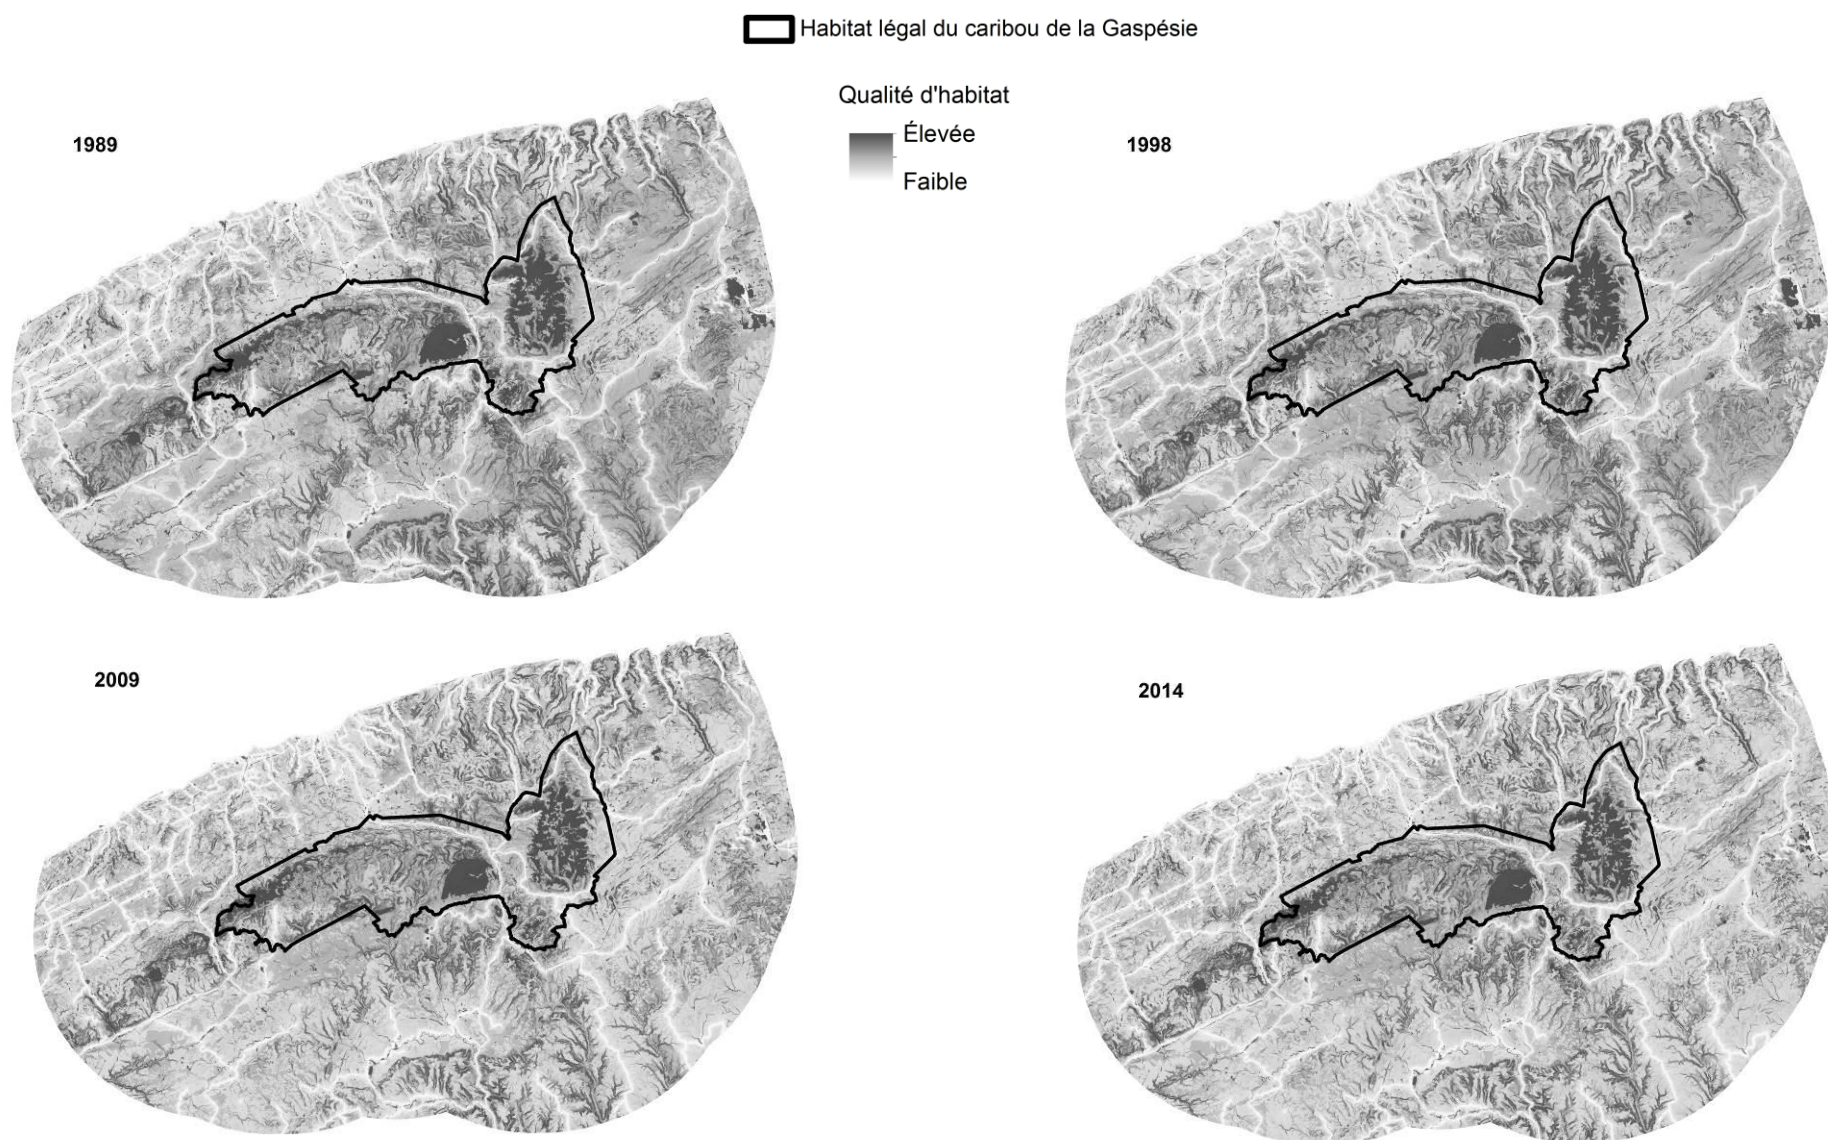 Habitat légal du caribou de la Gaspésie
Qualité d'habitat
Élevée
Faible
1989
1998
2009
2014